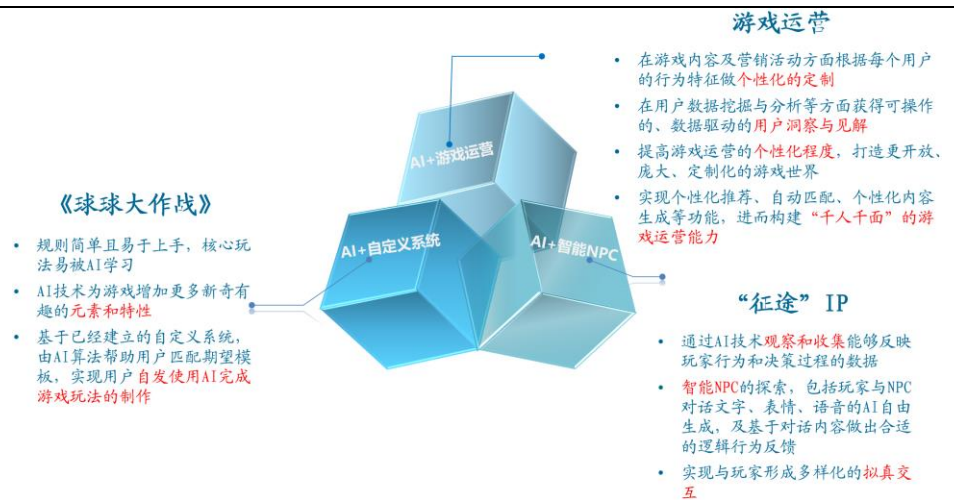 游戏运营
• 在游戏内容及营销活动方面根据每个用户
的行为特征做个性化的定制
• 在用户数据挖掘与分析等方面获得可操作
的、数据驱动的用户洞察与见解
• 提高游戏运营的个性化程度，打造更开放、
庞大、定制化的游戏世界
• 实现个性化推荐、自动匹配、个性化内容
生成等功能，进而构建“千人千面”的游
戏运营能力
AI+游戏运营
AI+自定义系统
AI+智能NPC
《球球大作战》
• 规则简单且易于上手，核心玩
法易被AI学习
• AI技术为游戏增加更多新奇有
趣的元素和特性
• 基于已经建立的自定义系统，
由AI算法帮助用户匹配期望模
板，实现用户自发使用AI完成
游戏玩法的制作
“征途”IP
• 通过AI技术观察和收集能够反映
玩家行为和决策过程的数据
• 智能NPC的探索，包括玩家与NPC
对话文字、表情、语音的AI自由
生成，及基于对话内容做出合适
的逻辑行为反馈
• 实现与玩家形成多样化的拟真交
互